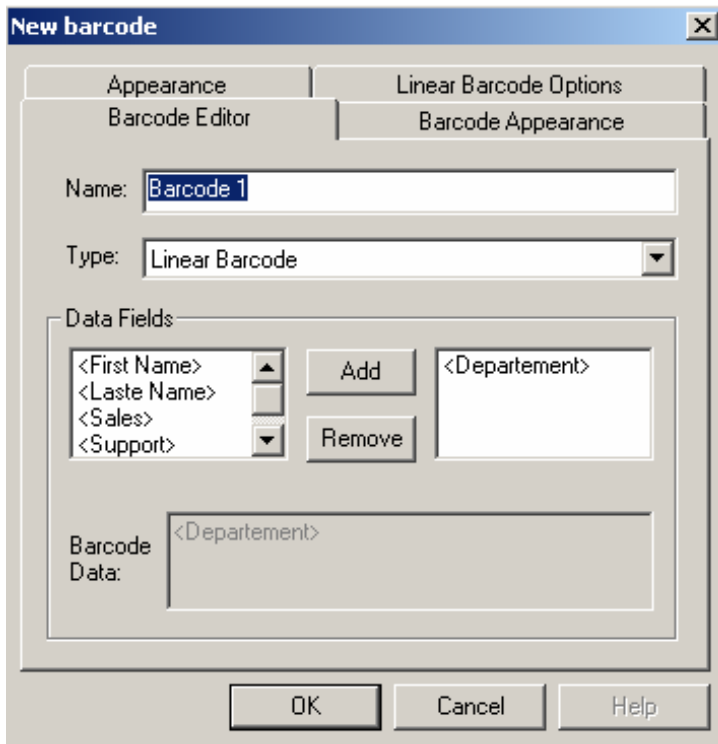 New barcode
Appearance
Linear Barcode Options
Barcode Editor
Barcode Appearance
Name: Barcode 1
Type: Linear Barcode
Data Fields
<First Name>
<Laste Name>
<Sales>
<Support>
Add
Remove
<Departement>
Barcode Data:
<Departement>
OK
Cancel
Help